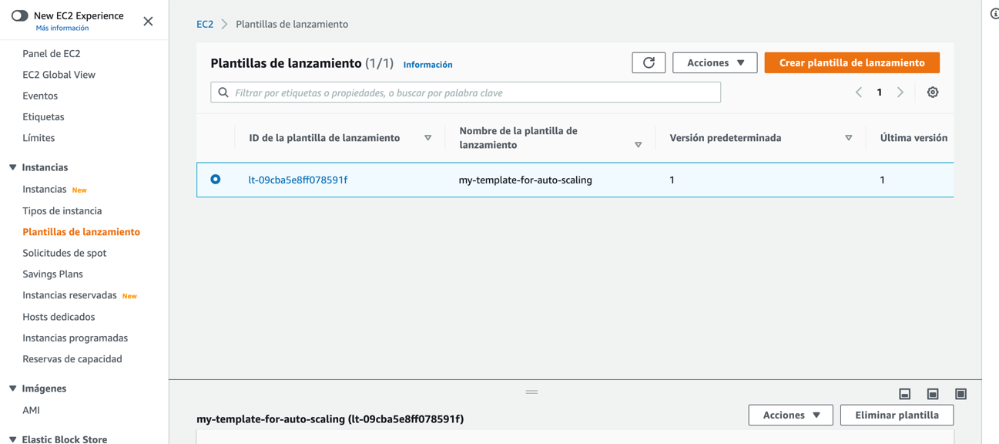 New EC2 Experience
Más información
Panel de EC2
EC2 Global View
Eventos
Etiquetas
Límites
Instancias
Instancias New
Tipos de instancia
Plantillas de lanzamiento
Solicitudes de spot
Savings Plans
Instancias reservadas New
Hosts dedicados
Instancias programadas
Reservas de capacidad
Imágenes
AMI
Elastic Block Store
EC2 > Plantillas de lanzamiento
Plantillas de lanzamiento (1/1) Información
Acciones
Crear plantilla de lanzamiento
Filtrar por etiquetas o propiedades, o buscar por palabra clave
1
ID de la plantilla de lanzamiento
Nombre de la plantilla de
lanzamiento
Versión predeterminada
Última versión
lt-09cba5e8ff078591f
my-template-for-auto-scaling
1
1
my-template-for-auto-scaling (lt-09cba5e8ff078591f)
Acciones
Eliminar plantilla